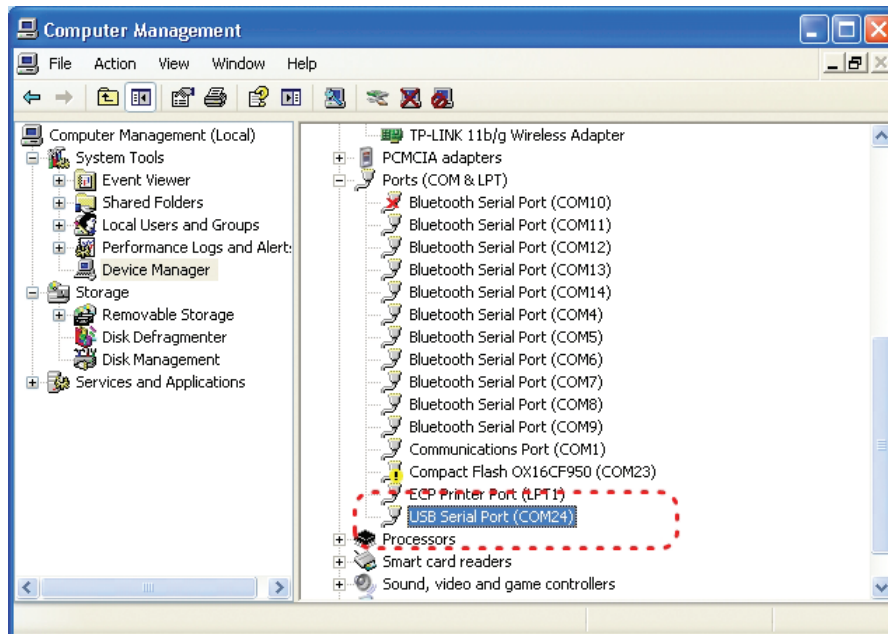 Computer Management
File Action View Window Help
Computer Management (Local)
System Tools
Event Viewer
Shared Folders
Local Users and Groups
Performance Logs and Alert:
Device Manager
Storage
Removable Storage
Disk Defragmenter
Disk Management
Services and Applications
TP-LINK 11b/g Wireless Adapter
PCMCIA adapters
Ports (COM & LPT)
Bluetooth Serial Port (COM10)
Bluetooth Serial Port (COM11)
Bluetooth Serial Port (COM12)
Bluetooth Serial Port (COM13)
Bluetooth Serial Port (COM14)
Bluetooth Serial Port (COM4)
Bluetooth Serial Port (COM5)
Bluetooth Serial Port (COM6)
Bluetooth Serial Port (COM7)
Bluetooth Serial Port (COM8)
Bluetooth Serial Port (COM9)
Communications Port (COM1)
Compact Flash OX16CF950 (COM23)
ECP Printer Port (LPT1)
USB Serial Port (COM24)
Processors
Smart card readers
Sound, video and game controllers